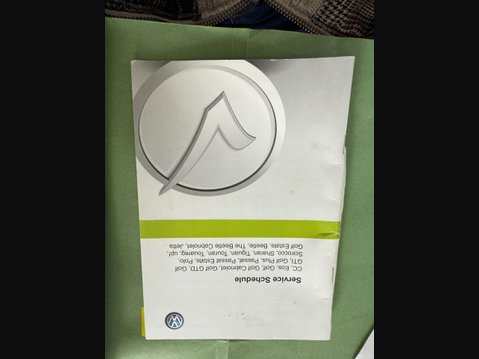 Service Schedule
CC, Eos, Golf, Golf Cabriolet, Golf GTD, Golf
GTI, Golf Plus, Passat, Passat Estate, Polo,
Scirocco, Sharan, Tiguan, Touran, Touareg, up!,
Golf Estate, Beetle, The Beetle Cabriolet, Jetta